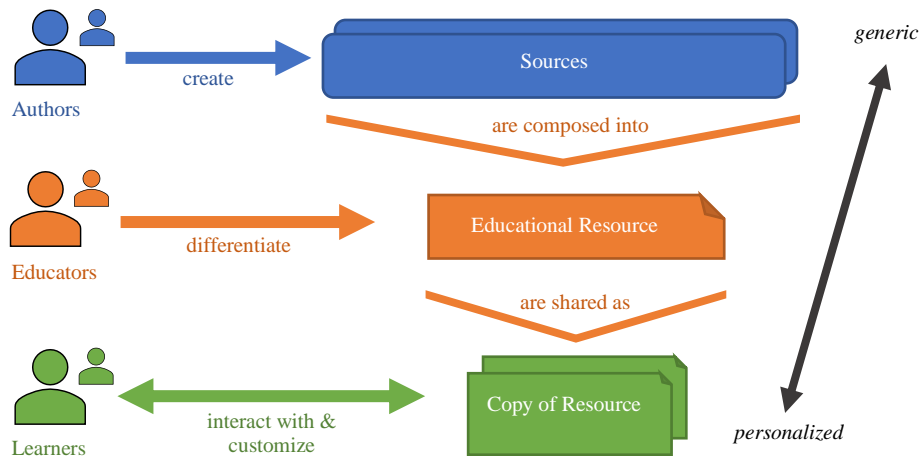 generic
Sources
create
Authors
are composed into
Educational Resource
differentiate
Educators
are shared as
Copy of Resource
interact with &
customize
Learners
personalized